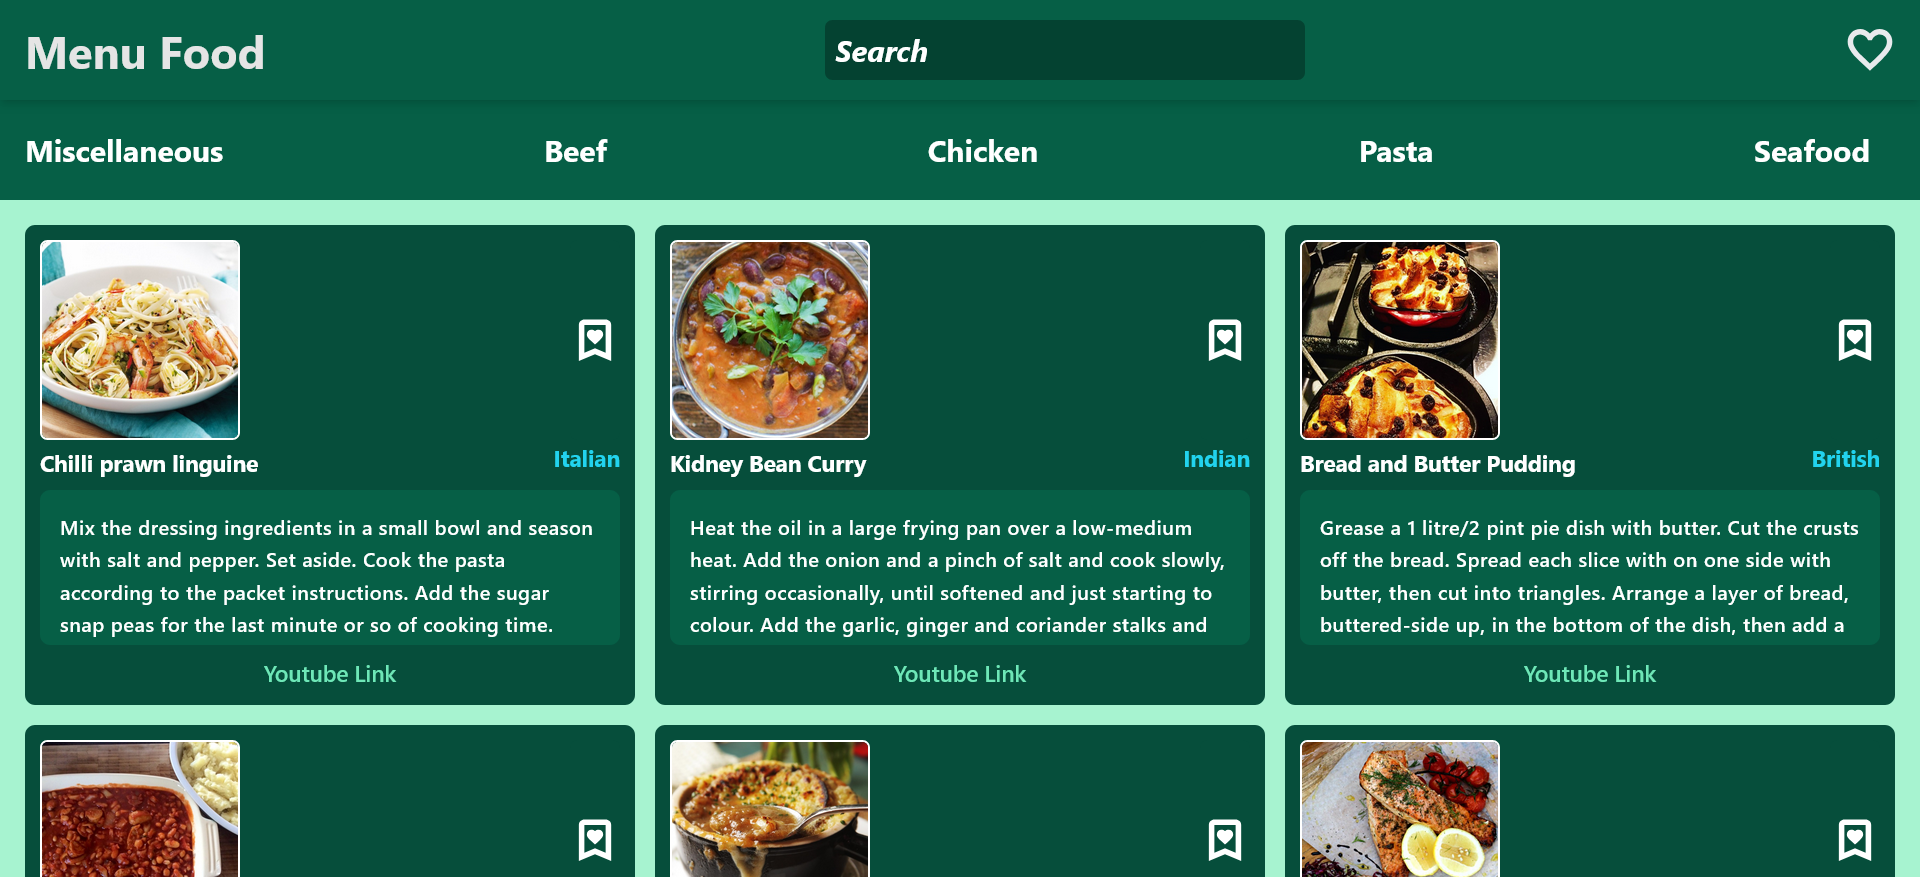 Menu Food
Search
Miscellaneous
Beef
Chicken
Pasta
Seafood
Chilli prawn linguine
Italian
Mix the dressing ingredients in a small bowl and season
with salt and pepper. Set aside. Cook the pasta
according to the packet instructions. Add the sugar
snap peas for the last minute or so of cooking time.
Youtube Link
Kidney Bean Curry
Indian
Heat the oil in a large frying pan over a low-medium
heat. Add the onion and a pinch of salt and cook slowly,
stirring occasionally, until softened and just starting to
colour. Add the garlic, ginger and coriander stalks and
Youtube Link
Bread and Butter Pudding
British
Grease a 1 litre/2 pint pie dish with butter. Cut the crusts
off the bread. Spread each slice with on one side with
butter, then cut into triangles. Arrange a layer of bread,
buttered-side up, in the bottom of the dish, then add a
Youtube Link